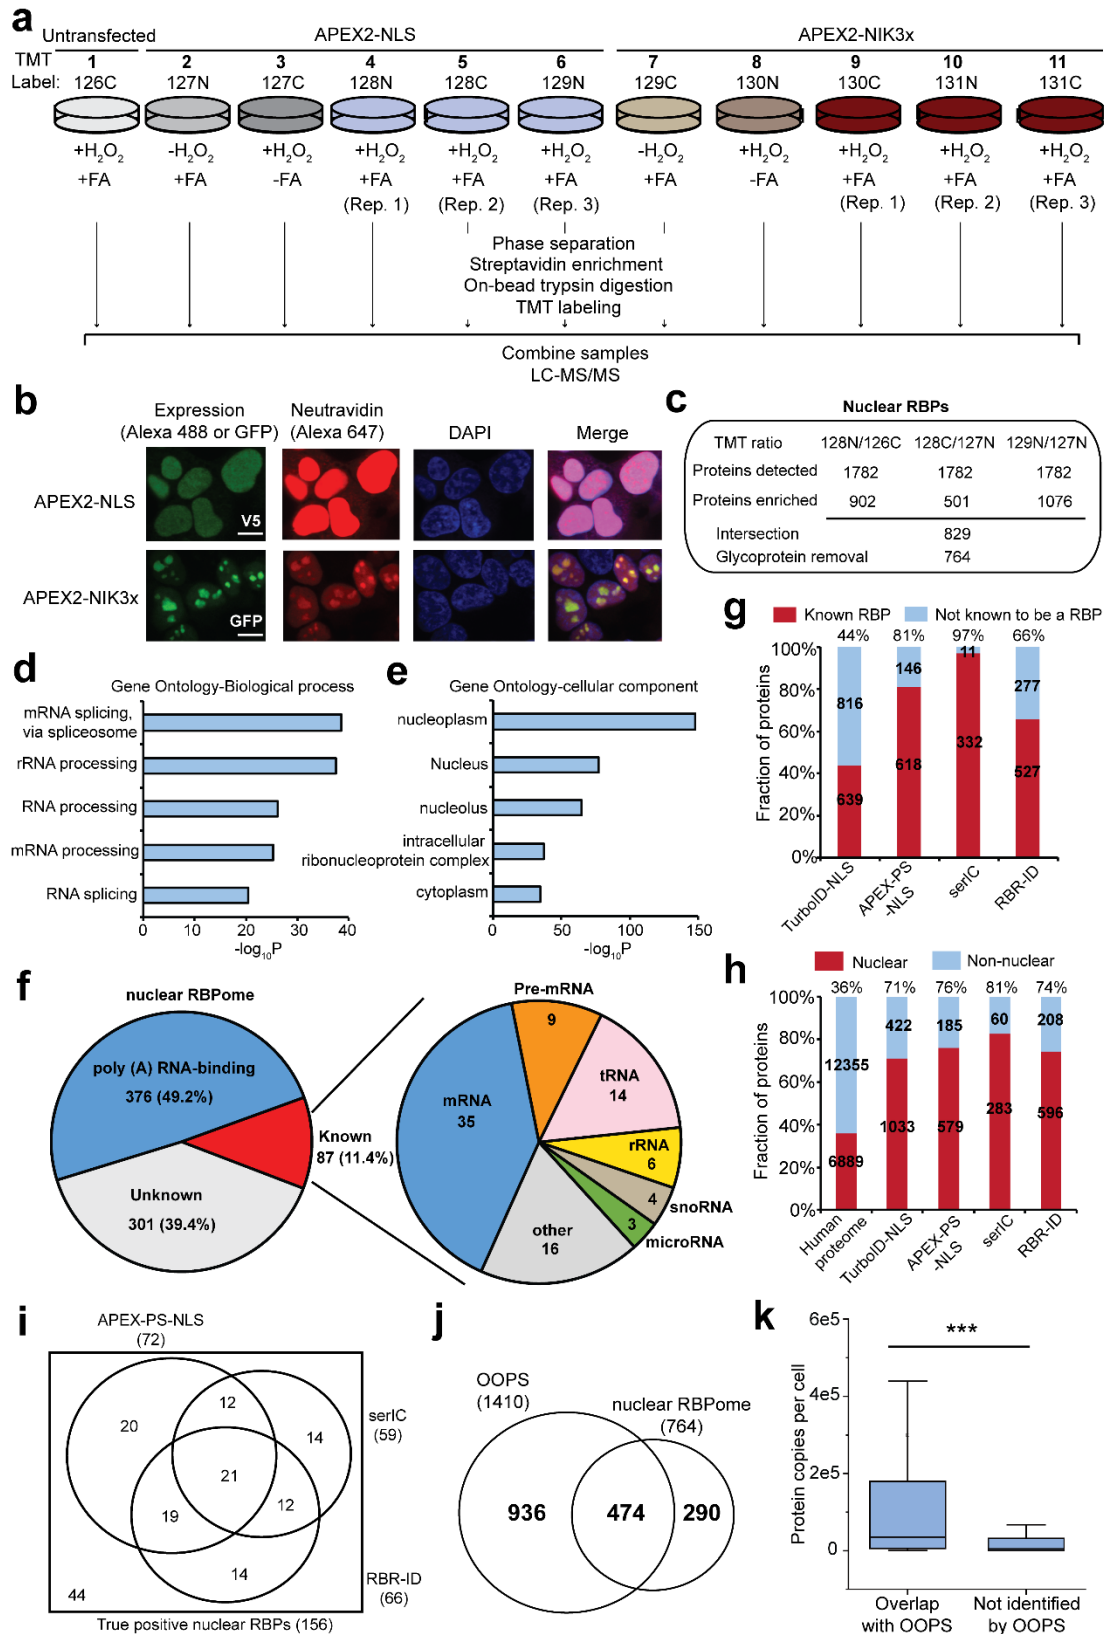 a
Untransfected APEX2-NLS APEX2-NIK3x
TMT 1 2 3 4 5 6 7 8 9 10 11
Label: 126C 127N 127C 128N 128C 129N 129C 130N 130C 131N 131C
+H2O2 -H2O2 +H2O2 +H2O2 +H2O2 +H2O2 -H2O2 +H2O2 +H2O2 +H2O2 +H2O2
+FA +FA -FA +FA +FA +FA +FA -FA +FA +FA +FA
(Rep. 1) (Rep. 2) (Rep. 3) (Rep. 1) (Rep. 2) (Rep. 3)
Phase separation
Streptavidin enrichment
On-bead trypsin digestion
TMT labeling
Combine samples
LC-MS/MS
b
Expression (Alexa 488 or GFP)
Neutravidin (Alexa 647)
DAPI
Merge
APEX2-NLS
V5
APEX2-NIK3x
GFP
c
Nuclear RBPs
TMT ratio 128N/126C 128C/127N 129N/127N
Proteins detected 1782 1782 1782
Proteins enriched 902 501 1076
Intersection 829
Glycoprotein removal 764
d
Gene Ontology-Biological process
mRNA splicing, via spliceosome
rRNA processing
RNA processing
mRNA processing
RNA splicing
0 10 20 30 40
-log10P
e
Gene Ontology-cellular component
nucleoplasm
Nucleus
nucleolus
intracellular ribonucleoprotein complex
cytoplasm
0 50 100 150
-log10P
g
Known RBP Not known to be a RBP
44% 81% 97% 66%
100%
80%
60%
40%
20%
0%
Fraction of proteins
816 146 11 277
639 618 332 527
TurboID-NLS
APEX-PS-NLS
serIC
RBR-ID
f
nuclear RBPome
poly (A) RNA-binding
376 (49.2%)
Known
87 (11.4%)
Unknown
301 (39.4%)
Pre-mRNA
9
tRNA
14
mRNA
35
rRNA
6
4
snoRNA
3
microRNA
other
16
h
Nuclear Non-nuclear
36% 71% 76% 81% 74%
100%
80%
60%
40%
20%
0%
Fraction of proteins
12355 422 185 60 208
6889 1033 579 283 596
Human proteome
TurboID-NLS
APEX-PS-NLS
serIC
RBR-ID
i
APEX-PS-NLS
(72)
serIC
(59)
RBR-ID
(66)
20
12
14
21
19
12
14
44
True positive nuclear RBPs (156)
j
OOPS
(1410)
nuclear RBPome
(764)
936 474 290
k
***
6e5
4e5
2e5
0
Protein copies per cell
Overlap with OOPS
Not identified by OOPS